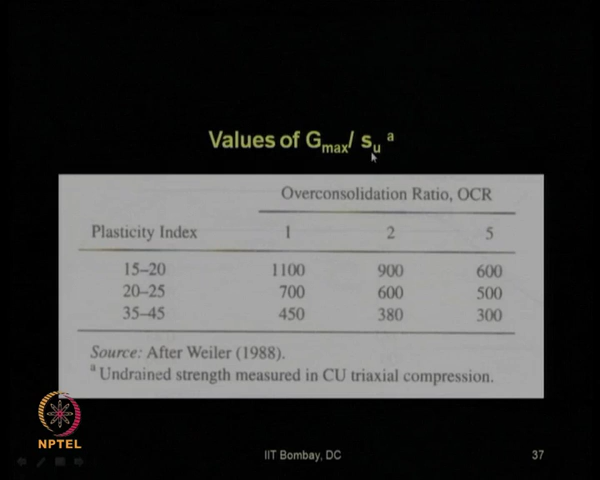 Values of Gmax/ su a
Overconsolidation Ratio, OCR
Plasticity Index 1 2 5
15–20 1100 900 600
20–25 700 600 500
35–45 450 380 300
Source: After Weiler (1988).
a Undrained strength measured in CU triaxial compression.
NPTEL
IIT Bombay, DC 37